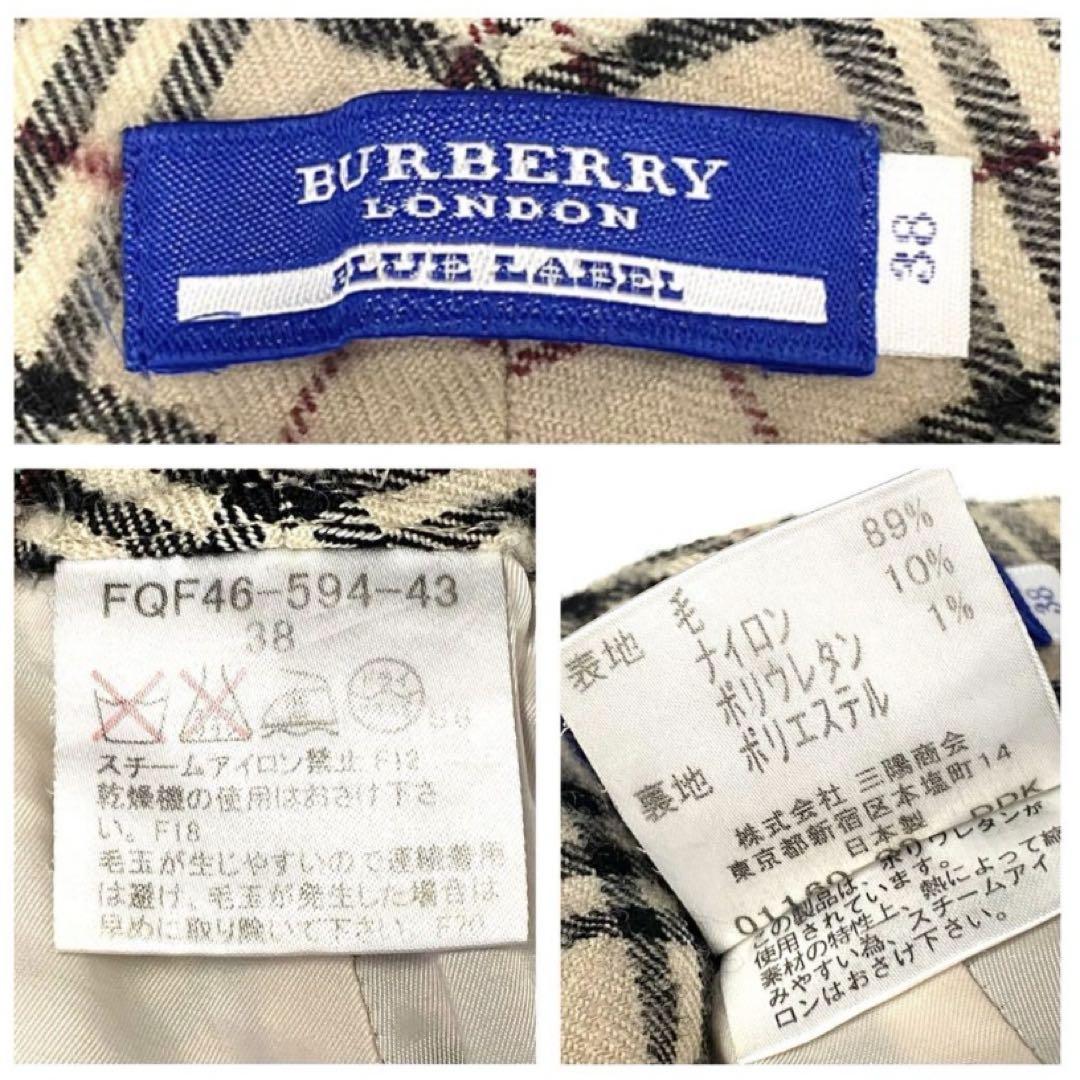 BURBERRY
LONDON
BLUE LABEL
38
FQF46-594-43
38
スチームアイロン禁止 F12
乾燥機の使用はおさけ下さ
い。F18
毛玉が生じやすいので連続着用
は避け、毛玉が発生した場合は
早めに取り除いて下さい。F20
表地 毛 89%
ナイロン 10%
ポリウレタン 1%
裏地 ポリエステル
株式会社 三陽商会
東京都新宿区本塩町14
日本製
この製品は、ポリウレタンが
使用されています。
素材の特性上、熱によって縮
みやすい為、スチームアイ
ロンはおさけ下さい。
38